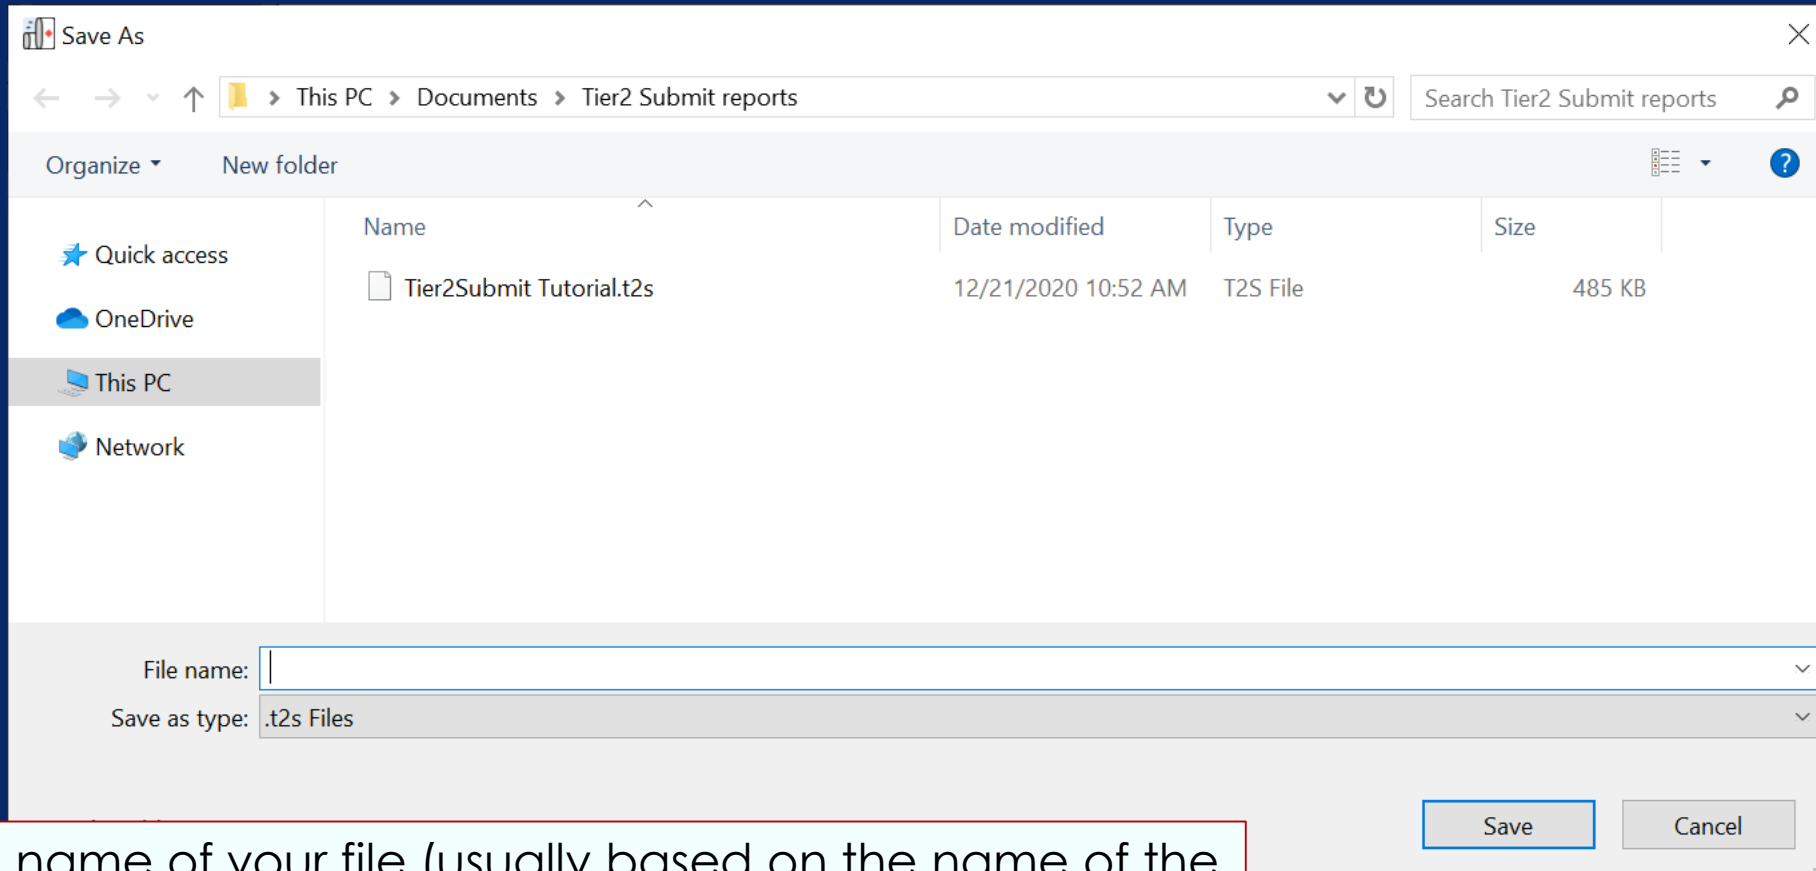 Save As
This PC > Documents > Tier2 Submit reports
Search Tier2 Submit reports
Organize New folder
?
Name Date modified Type Size
Quick access
Tier2Submit Tutorial.t2s 12/21/2020 10:52 AM T2S File 485 KB
OneDrive
This PC
Network
File name:
Save as type: .t2s Files
Save Cancel
name of your file (usually based on the name of the